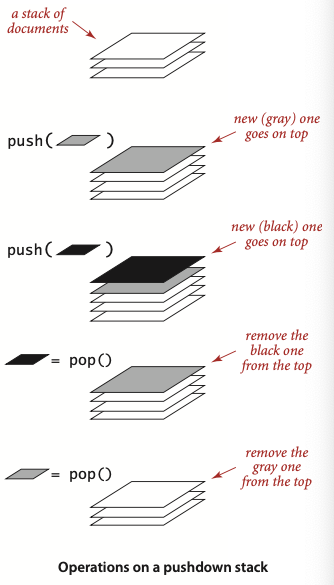 a stack of
documents
push( )
new (gray) one
goes on top
push( )
new (black) one
goes on top
= pop()
remove the
black one
from the top
= pop()
remove the
gray one
from the top
Operations on a pushdown stack